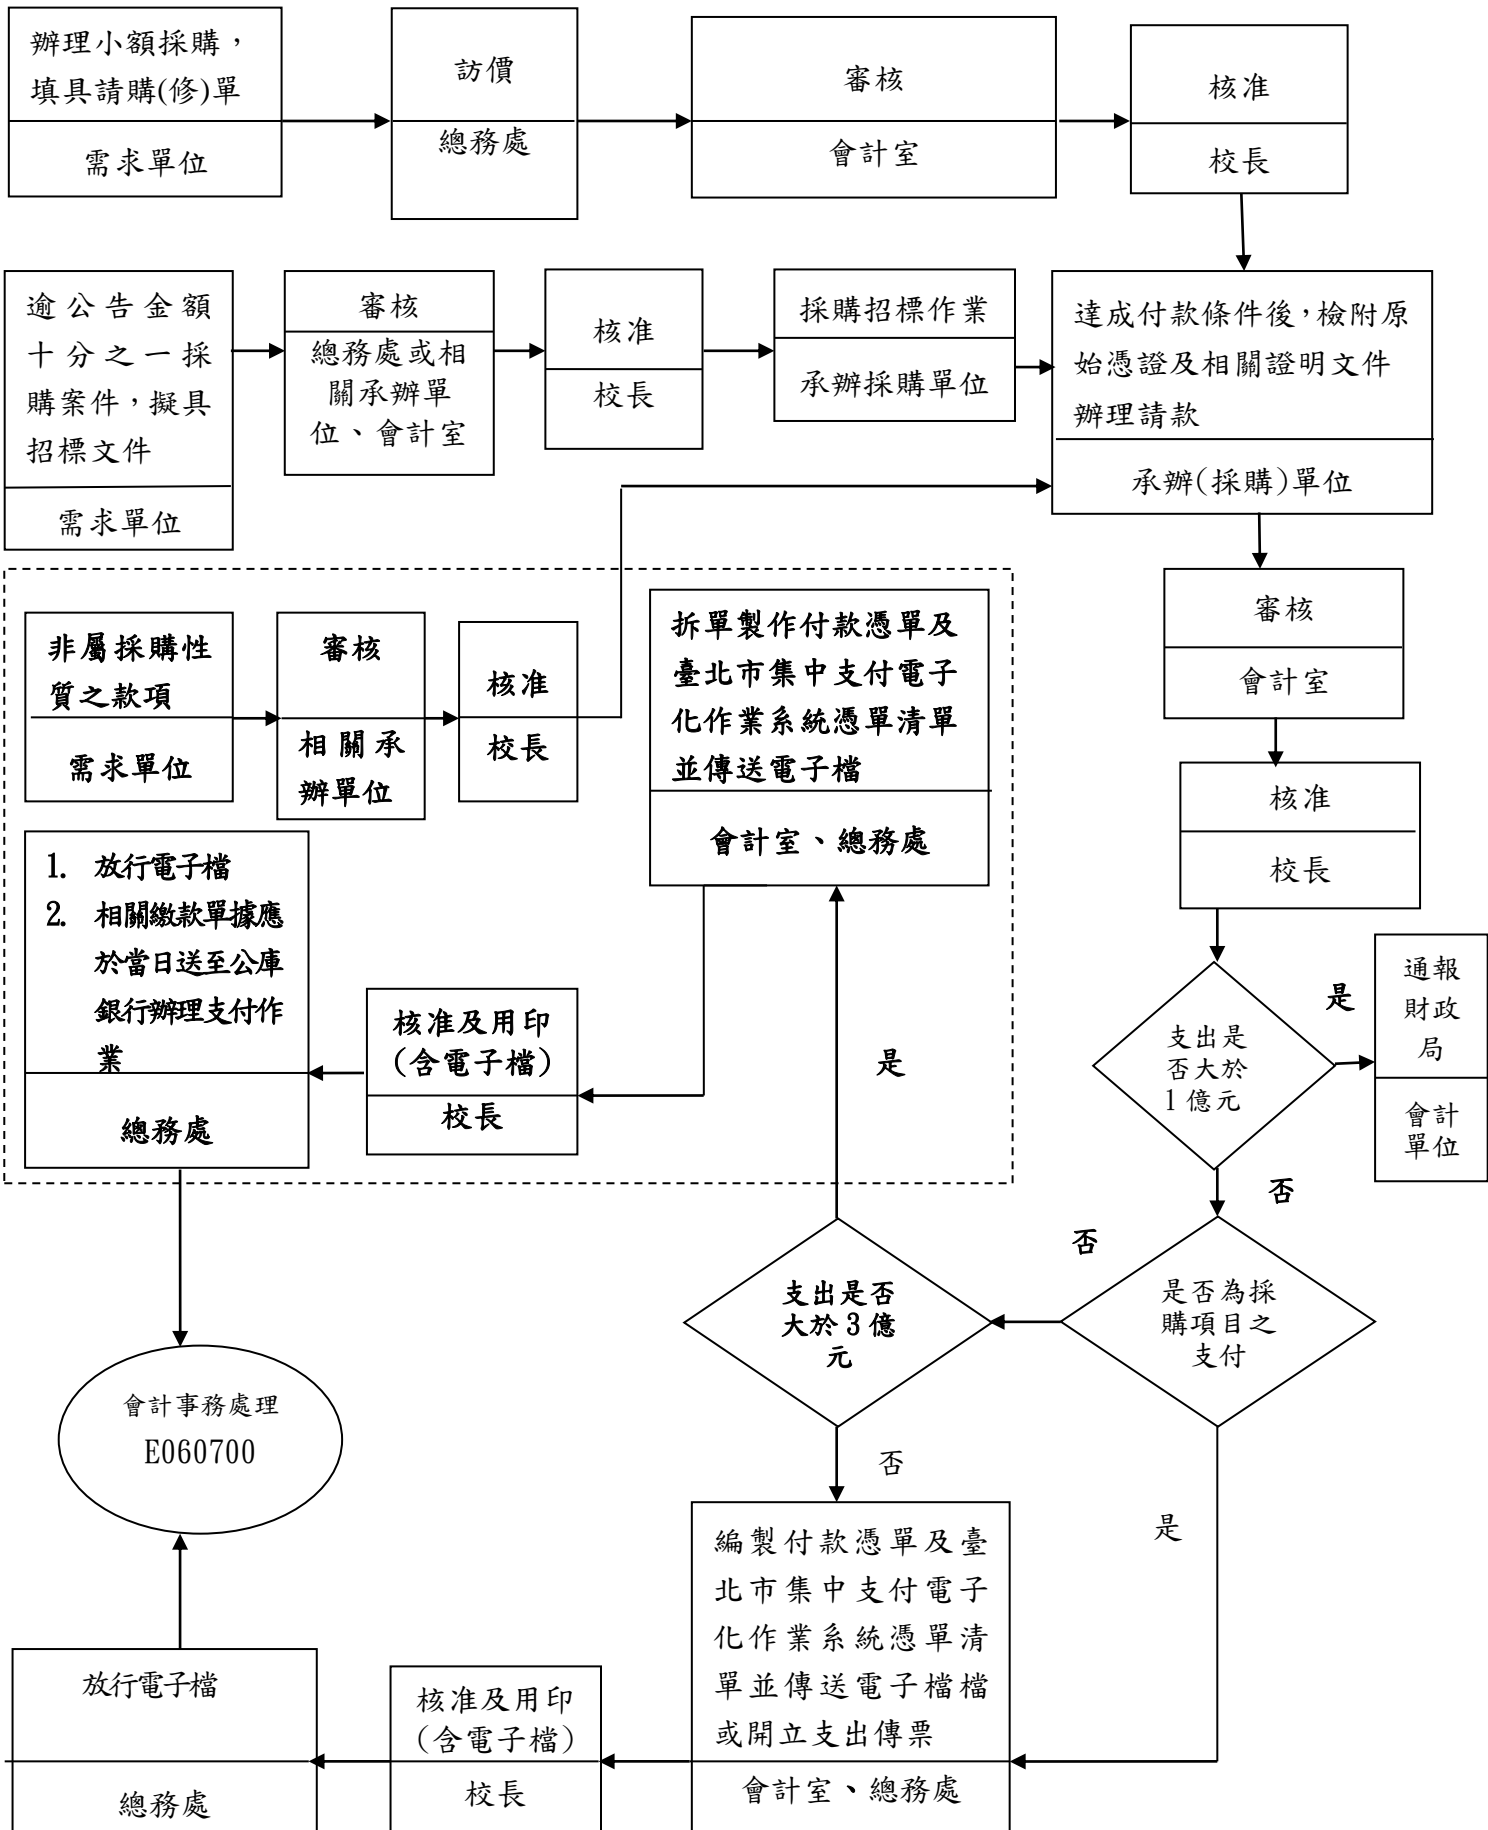 辦理小額採購，
填具請購(修)單
需求單位
訪價
總務處
審核
會計室
核准
校長
逾公告金額
十分之一採
購案件，擬具
招標文件
需求單位
審核
總務處或相
關承辦單
位、會計室
核准
校長
採購招標作業
承辦採購單位
達成付款條件後，檢附原
始憑證及相關證明文件
辦理請款
承辦(採購)單位
審核
會計室
核准
校長
非屬採購性
質之款項
需求單位
審核
相關承
辦單位
核准
校長
拆單製作付款憑單及
臺北市集中支付電子
化作業系統憑單清單
並傳送電子檔
會計室、總務處
1. 放行電子檔
2. 相關繳款單據應
於當日送至公庫
銀行辦理支付作
業
總務處
核准及用印
(含電子檔)
校長
是
支出是
否大於
1億元
是
通報
財政
局
會計
單位
否
是否為採
購項目之
支付
否
支出是否
大於3億
元
否
是
會計事務處理
E060700
編製付款憑單及臺
北市集中支付電子
化作業系統憑單清
單並傳送電子檔檔
或開立支出傳票
會計室、總務處
核准及用印
(含電子檔)
校長
放行電子檔
總務處